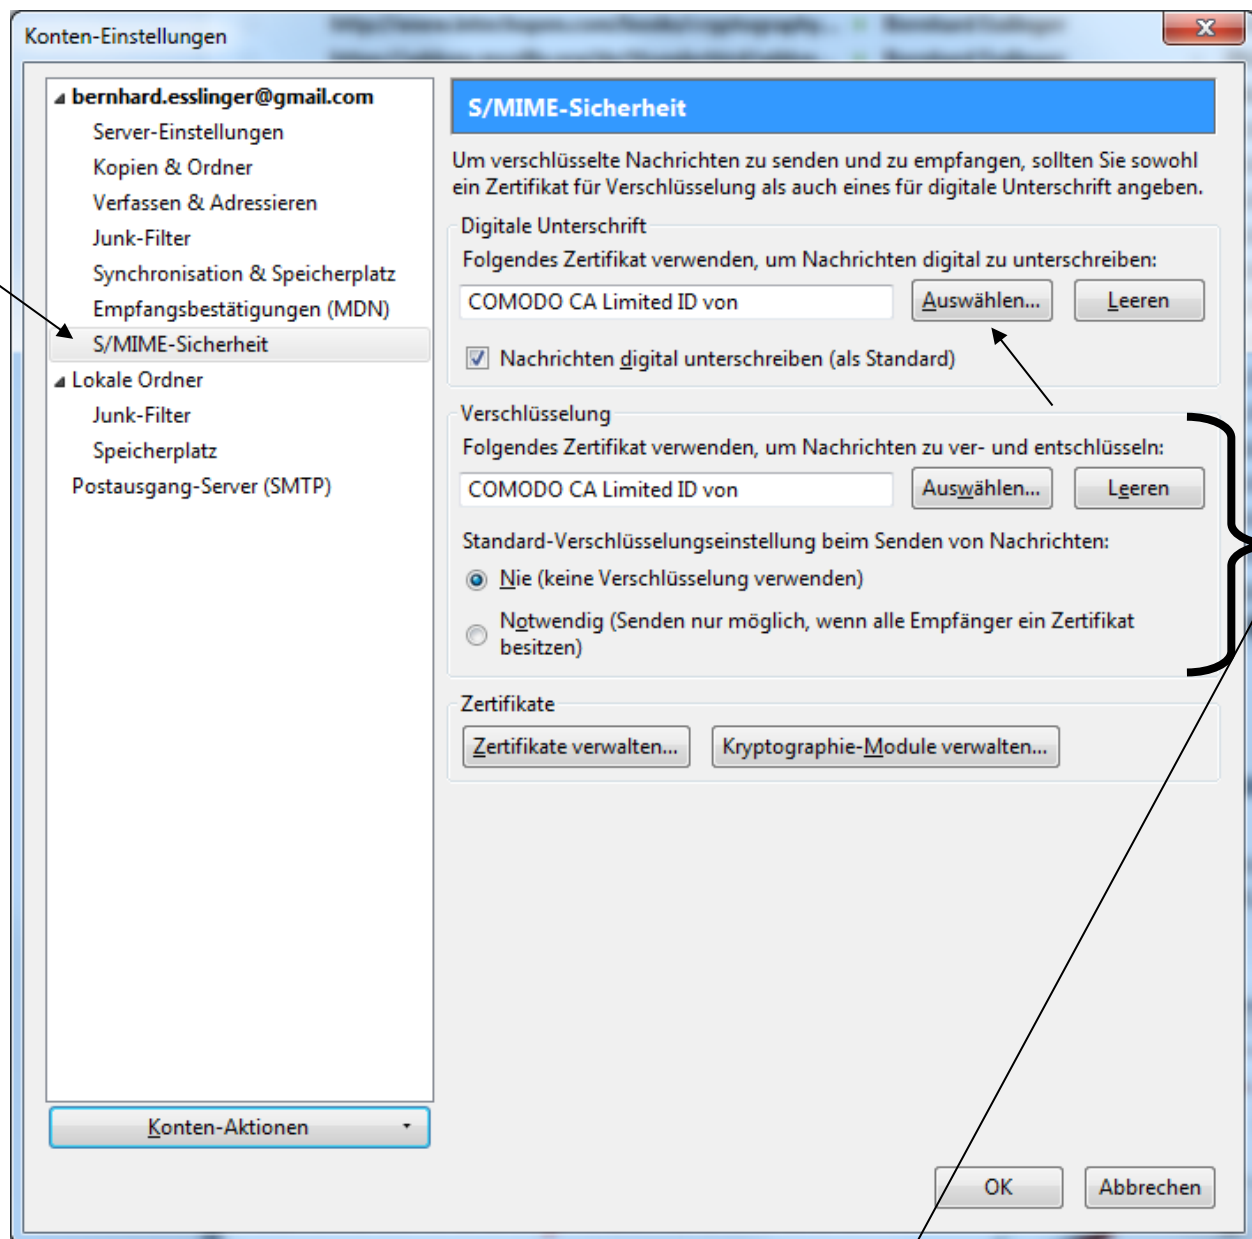 Konten-Einstellungen
bernhard.esslinger@gmail.com
Server-Einstellungen
Kopien & Ordner
Verfassen & Adressieren
Junk-Filter
Synchronisation & Speicherplatz
Empfangsbestätigungen (MDN)
S/MIME-Sicherheit
Lokale Ordner
Junk-Filter
Speicherplatz
Postausgang-Server (SMTP)
Konten-Aktionen
S/MIME-Sicherheit
Um verschlüsselte Nachrichten zu senden und zu empfangen, sollten Sie sowohl
ein Zertifikat für Verschlüsselung als auch eines für digitale Unterschrift angeben.
Digitale Unterschrift
Folgendes Zertifikat verwenden, um Nachrichten digital zu unterschreiben:
COMODO CA Limited ID von Auswählen... Leeren
Nachrichten digital unterschreiben (als Standard)
Verschlüsselung
Folgendes Zertifikat verwenden, um Nachrichten zu ver- und entschlüsseln:
COMODO CA Limited ID von Auswählen... Leeren
Standard-Verschlüsselungseinstellung beim Senden von Nachrichten:
Nie (keine Verschlüsselung verwenden)
Notwendig (Senden nur möglich, wenn alle Empfänger ein Zertifikat
besitzen)
Zertifikate
Zertifikate verwalten... Kryptographie-Module verwalten...
OK Abbrechen